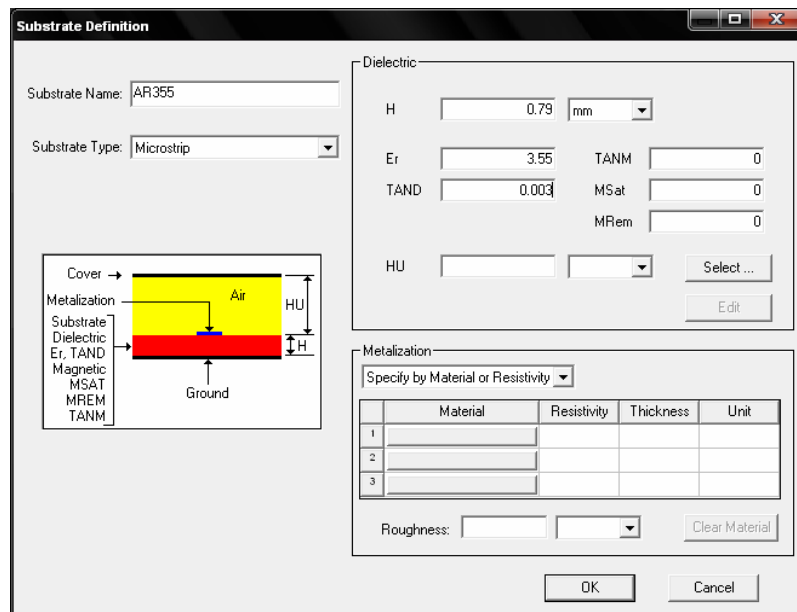 Substrate Definition
Substrate Name: AR355
Substrate Type: Microstrip
Cover
Metalization
Air
HU
Substrate
Dielectric
Er, TAND
Magnetic
MSAT
MREM
TANM
H
Ground
Dielectric
H 0.79 mm
Er 3.55 TANM 0
TAND 0.003 MSat 0
MRem 0
HU Select ...
Edit
Metalization
Specify by Material or Resistivity
Material Resistivity Thickness Unit
1
2
3
Roughness: Clear Material
OK Cancel